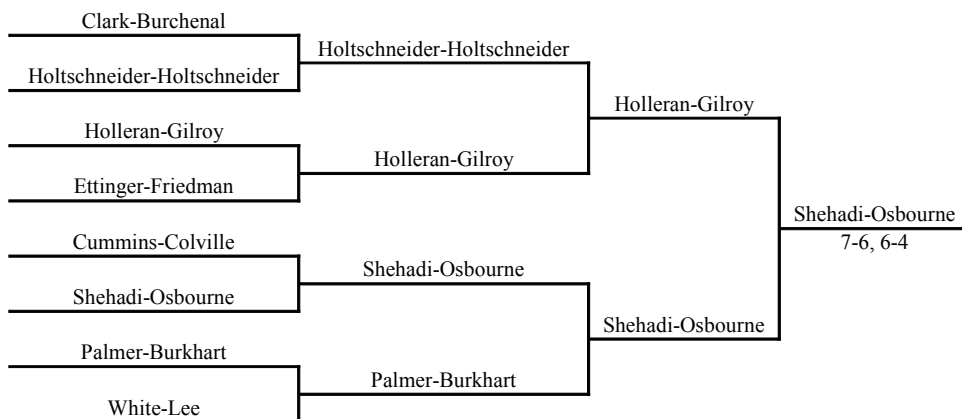 Clark-Burchenal
Holtschneider-Holtschneider
Holtschneider-Holtschneider
Holleran-Gilroy
Holleran-Gilroy
Holleran-Gilroy
Ettinger-Friedman
Shehadi-Osbourne
7-6, 6-4
Cummins-Colville
Shehadi-Osbourne
Shehadi-Osbourne
Shehadi-Osbourne
Palmer-Burkhart
Palmer-Burkhart
White-Lee